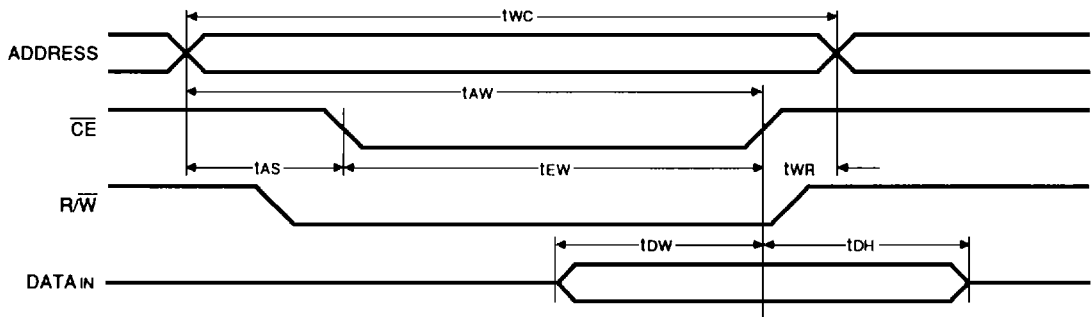 tWC
ADDRESS
tAW
CE
tAS
tEW
tWR
R/W
tDW
tDH
DATA IN